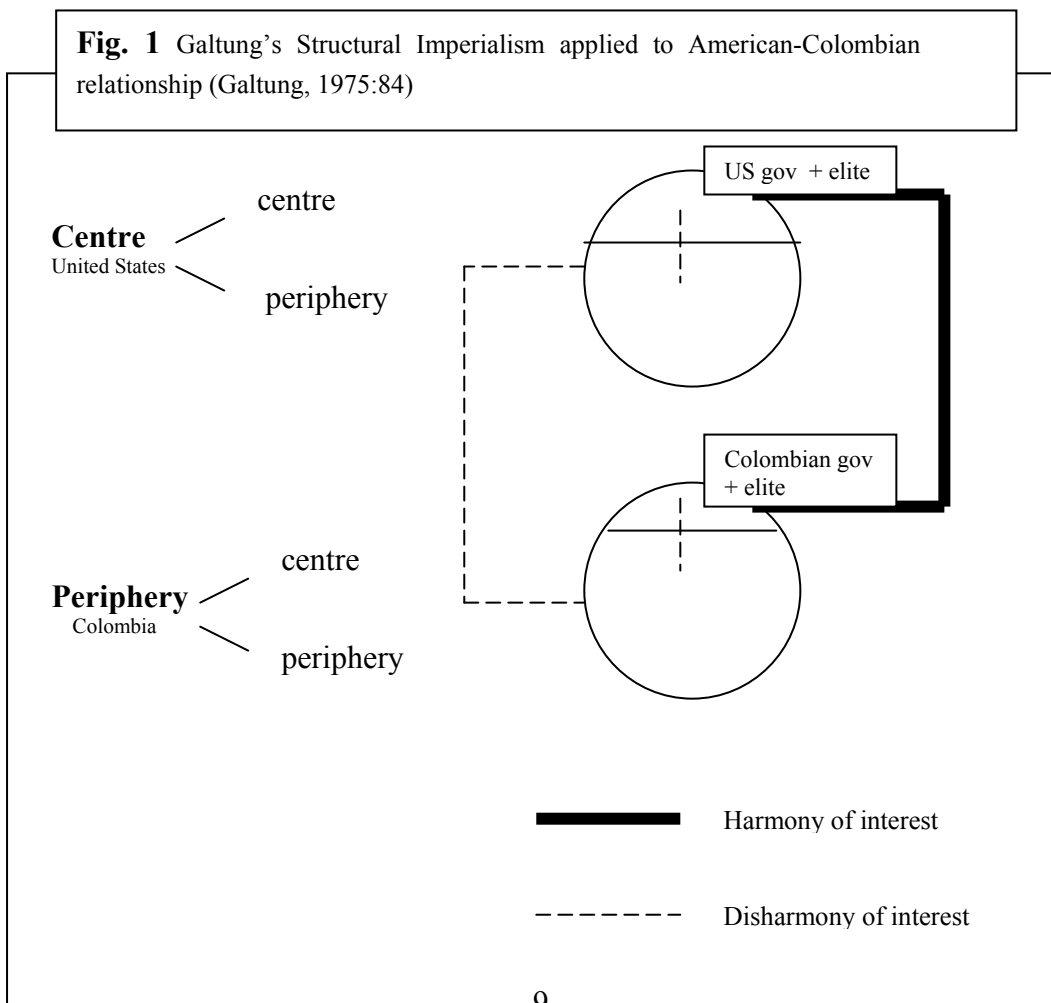 Fig. 1 Galtung's Structural Imperialism applied to American-Colombian
relationship (Galtung, 1975:84)
US gov + elite
centre
Centre
United States
periphery
Colombian gov
+ elite
centre
Periphery
Colombia
periphery
Harmony of interest
Disharmony of interest
9